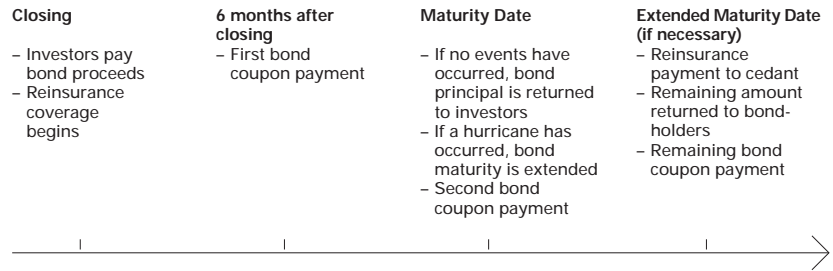 Closing
– Investors pay
bond proceeds
– Reinsurance
coverage
begins
6 months after
closing
– First bond
coupon payment
Maturity Date
– If no events have
occurred, bond
principal is returned
to investors
– If a hurricane has
occurred, bond
maturity is extended
– Second bond
coupon payment
Extended Maturity Date
(if necessary)
– Reinsurance
payment to cedant
– Remaining amount
returned to bond-
holders
– Remaining bond
coupon payment